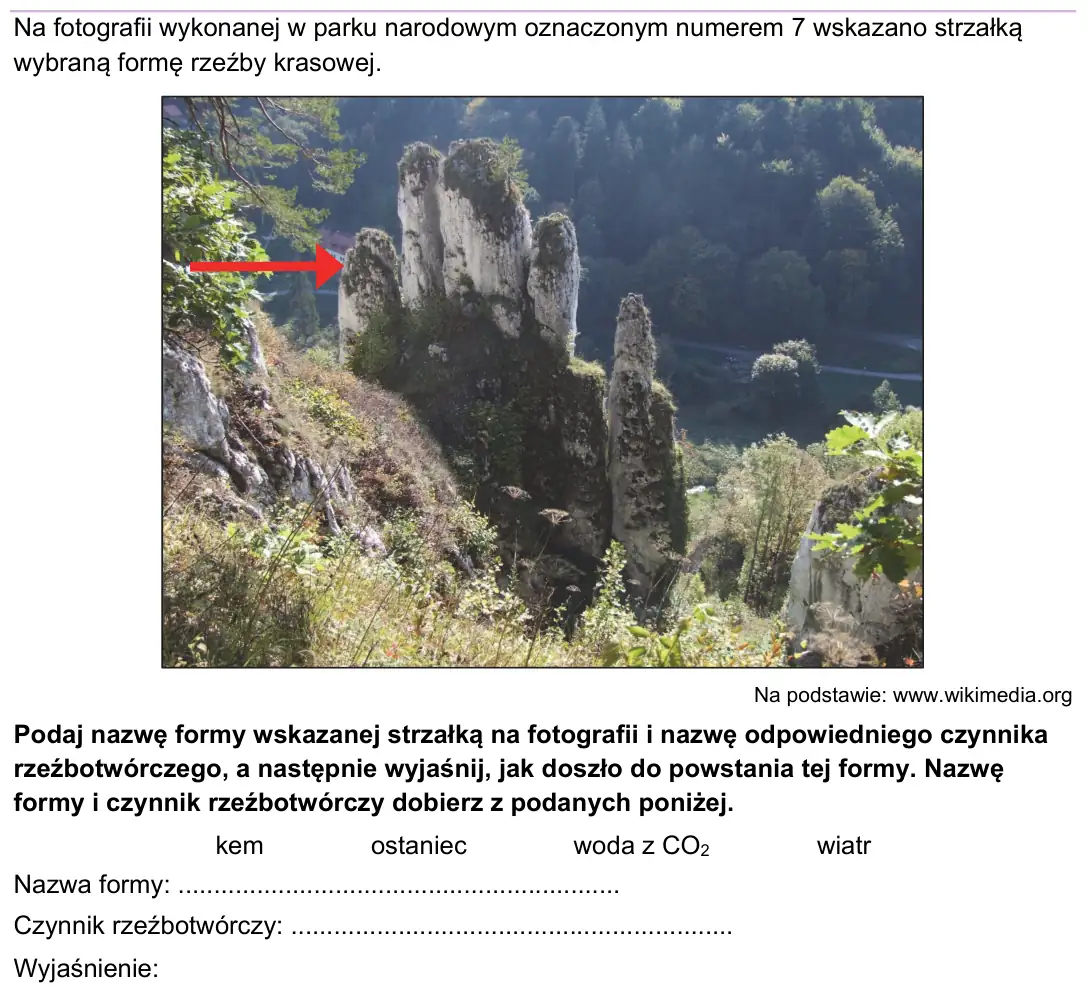 Na fotografii wykonanej w parku narodowym oznaczonym numerem 7 wskazano strzałką
wybraną formę rzeźby krasowej.
Na podstawie: www.wikimedia.org
Podaj nazwę formy wskazanej strzałką na fotografii i nazwę odpowiedniego czynnika
rzeźbotwórczego, a następnie wyjaśnij, jak doszło do powstania tej formy. Nazwę
formy i czynnik rzeźbotwórczy dobierz z podanych poniżej.
kem ostaniec woda z CO₂ wiatr
Nazwa formy: .............................................................
Czynnik rzeźbotwórczy: .............................................................
Wyjaśnienie: